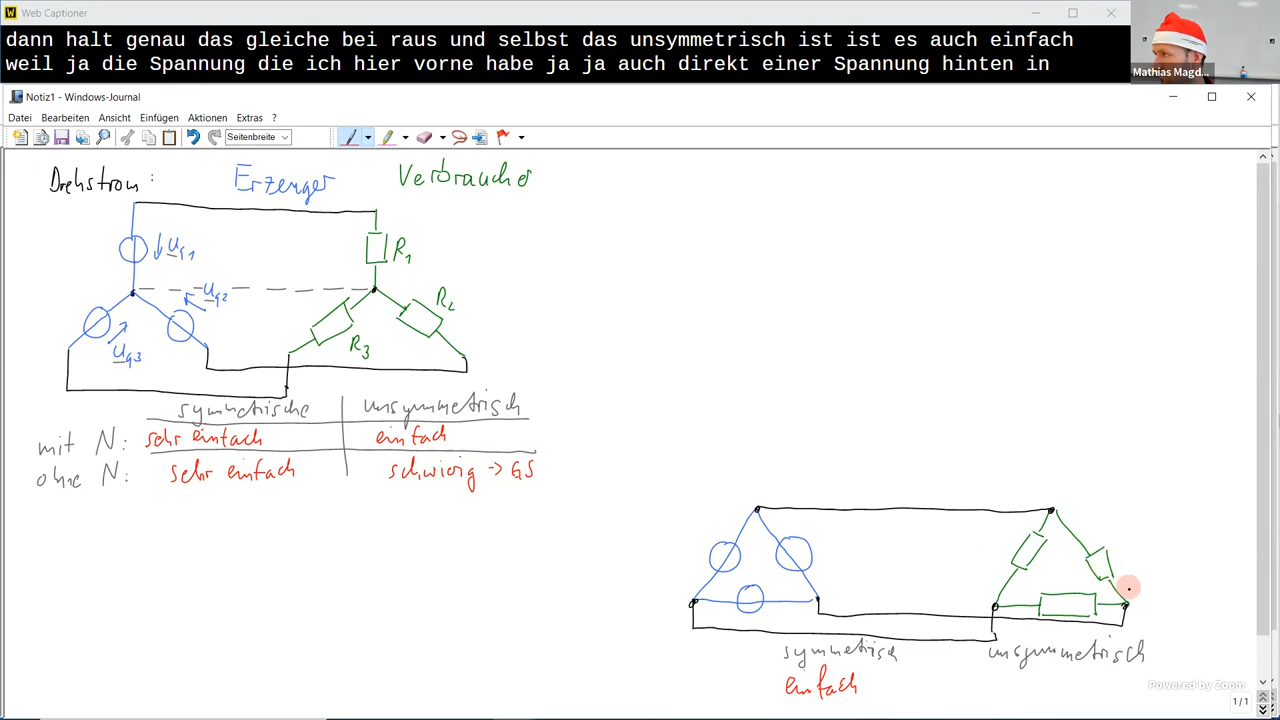 Web Captioner
dann halt genau das gleiche bei raus und selbst das unsymmetrisch ist ist es auch einfach
weil ja die Spannung die ich hier vorne habe ja ja auch direkt einer Spannung hinten in
Mathias Magd...
Notiz1 - Windows-Journal
Datei Bearbeiten Ansicht Einfügen Aktionen Extras ?
Seitenbreite
Drehstrom: Erzeuger Verbraucher
u q1
R1
u q2
R2
u q3
R3
symmetrische unsymmetrisch
mit N: sehr einfach einfach
ohne N: sehr einfach schwierig → GS
symmetrisch unsymmetrisch
einfach
Powered by Zoom
1/1